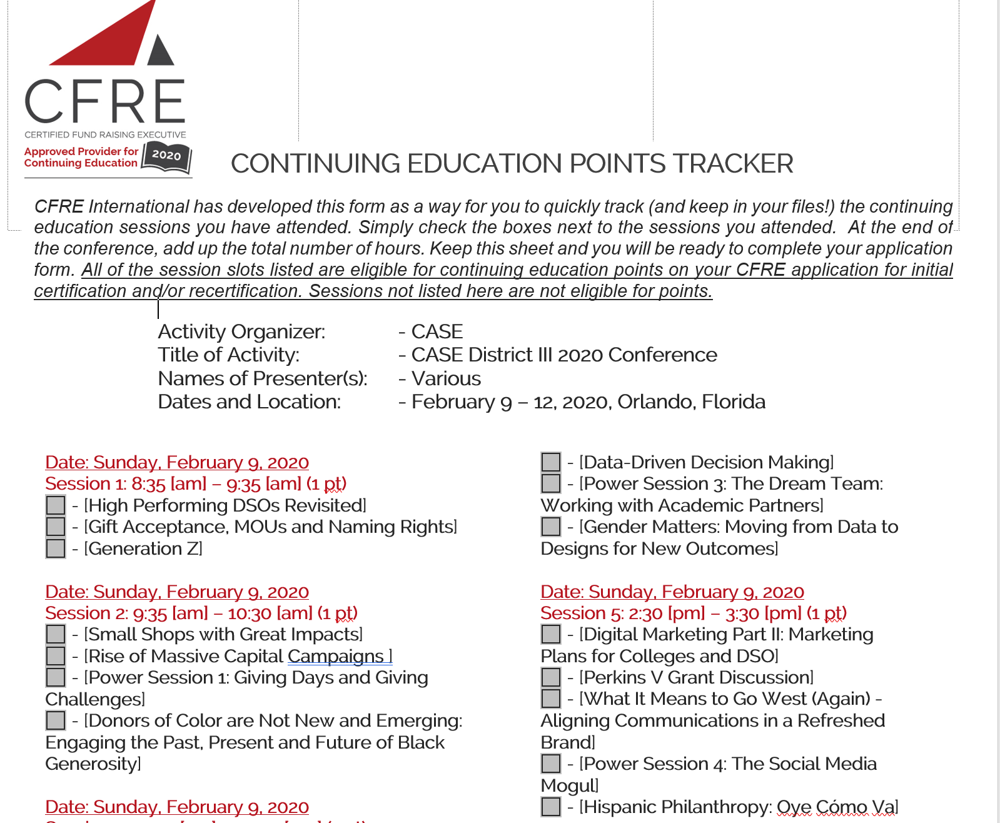 CFRE
CERTIFIED FUND RAISING EXECUTIVE
Approved Provider for
Continuing Education
2020
CONTINUING EDUCATION POINTS TRACKER
CFRE International has developed this form as a way for you to quickly track (and keep in your files!) the continuing
education sessions you have attended. Simply check the boxes next to the sessions you attended.  At the end of
the conference, add up the total number of hours. Keep this sheet and you will be ready to complete your application
form. All of the session slots listed are eligible for continuing education points on your CFRE application for initial
certification and/or recertification. Sessions not listed here are not eligible for points.
Activity Organizer: - CASE
Title of Activity: - CASE District III 2020 Conference
Names of Presenter(s): - Various
Dates and Location: - February 9 – 12, 2020, Orlando, Florida
Date: Sunday, February 9, 2020
Session 1: 8:35 [am] – 9:35 [am] (1 pt)
- [High Performing DSOs Revisited]
- [Gift Acceptance, MOUs and Naming Rights]
- [Generation Z]
Date: Sunday, February 9, 2020
Session 2: 9:35 [am] – 10:30 [am] (1 pt)
- [Small Shops with Great Impacts]
- [Rise of Massive Capital Campaigns ]
- [Power Session 1: Giving Days and Giving
Challenges]
- [Donors of Color are Not New and Emerging:
Engaging the Past, Present and Future of Black
Generosity]
Date: Sunday, February 9, 2020
- [Data-Driven Decision Making]
- [Power Session 3: The Dream Team:
Working with Academic Partners]
- [Gender Matters: Moving from Data to
Designs for New Outcomes]
Date: Sunday, February 9, 2020
Session 5: 2:30 [pm] – 3:30 [pm] (1 pt)
- [Digital Marketing Part II: Marketing
Plans for Colleges and DSO]
- [Perkins V Grant Discussion]
- [What It Means to Go West (Again) -
Aligning Communications in a Refreshed
Brand]
- [Power Session 4: The Social Media
Mogul]
- [Hispanic Philanthropy: Oye Cómo Va]